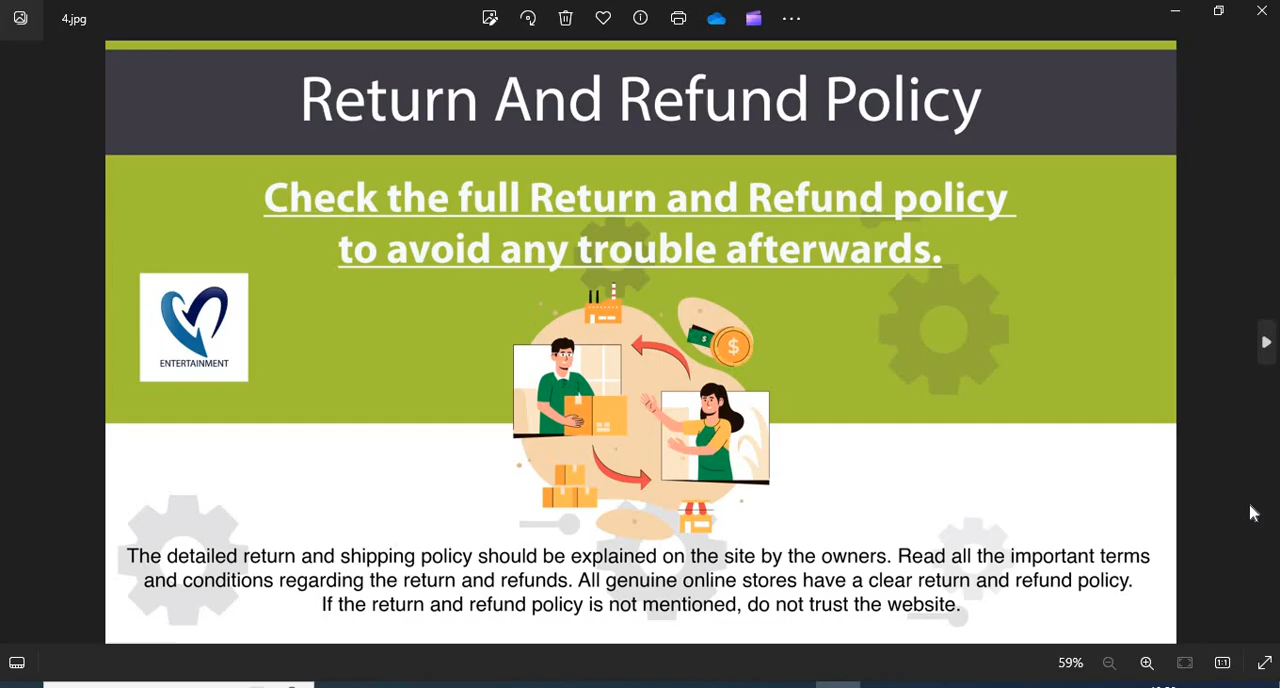 4.jpg
Return And Refund Policy
Check the full Return and Refund policy
to avoid any trouble afterwards.
ENTERTAINMENT
$
$
The detailed return and shipping policy should be explained on the site by the owners. Read all the important terms
and conditions regarding the return and refunds. All genuine online stores have a clear return and refund policy.
If the return and refund policy is not mentioned, do not trust the website.
59%
1:1